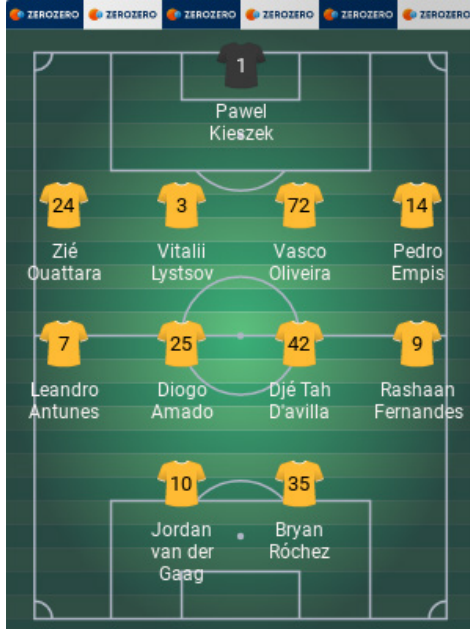 ZEROZERO ZEROZERO ZEROZERO ZEROZERO ZEROZERO ZEROZERO
1
Pawel
Kieszek
24 3 72 14
Zié Vitalii Vasco Pedro
Ouattara Lystsov Oliveira Empis
7 25 42 9
Leandro Diogo Djé Tah Rashaan
Antunes Amado D'avilla Fernandes
10 35
Jordan Bryan
van der Róchez
Gaag